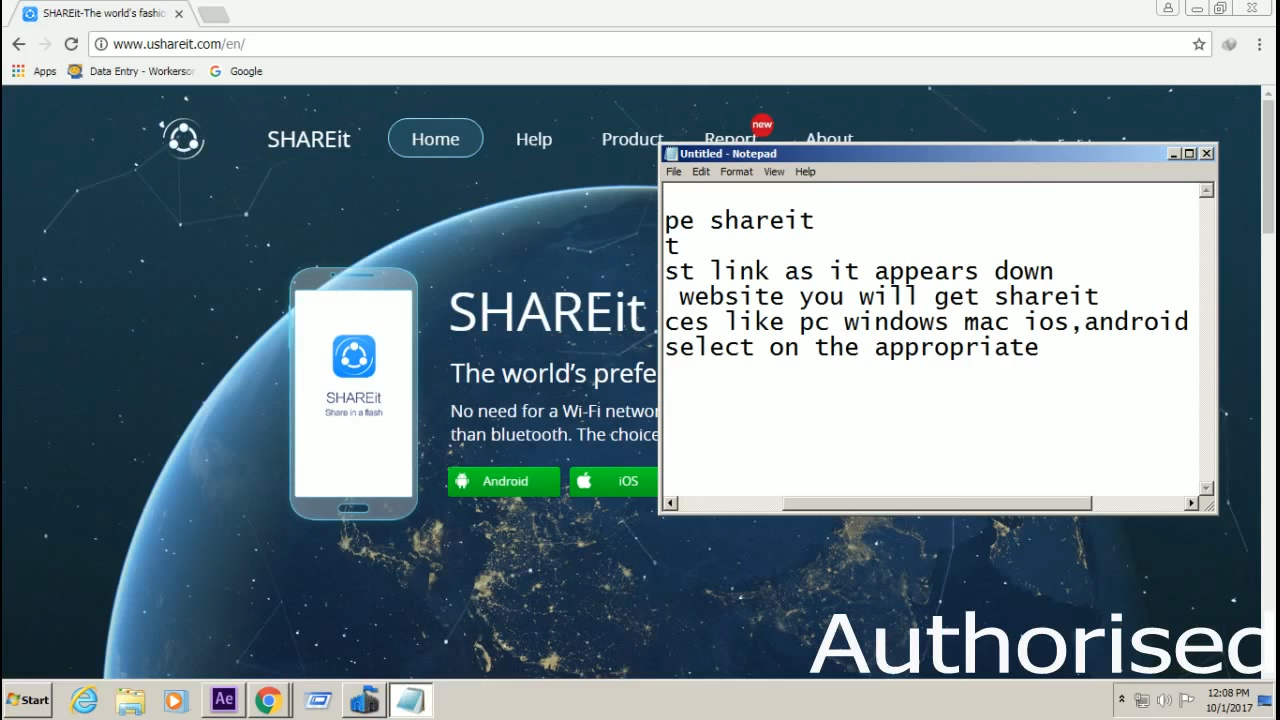 SHAREit-The world's fashio
www.ushareit.com/en/
Apps
Data Entry - Workerson
Google
SHAREit
Home
Help
Product
Report
new
About
Untitled - Notepad
File Edit Format View Help
pe shareit
t
st link as it appears down
website you will get shareit
ces like pc windows mac ios,android
select on the appropriate
SHAREit
Share in a flash
SHAREit
The world's prefe
No need for a Wi-Fi networ
than bluetooth. The choice
Android
iOS
Authorised
Start
Ae
12:08 PM
10/1/2017